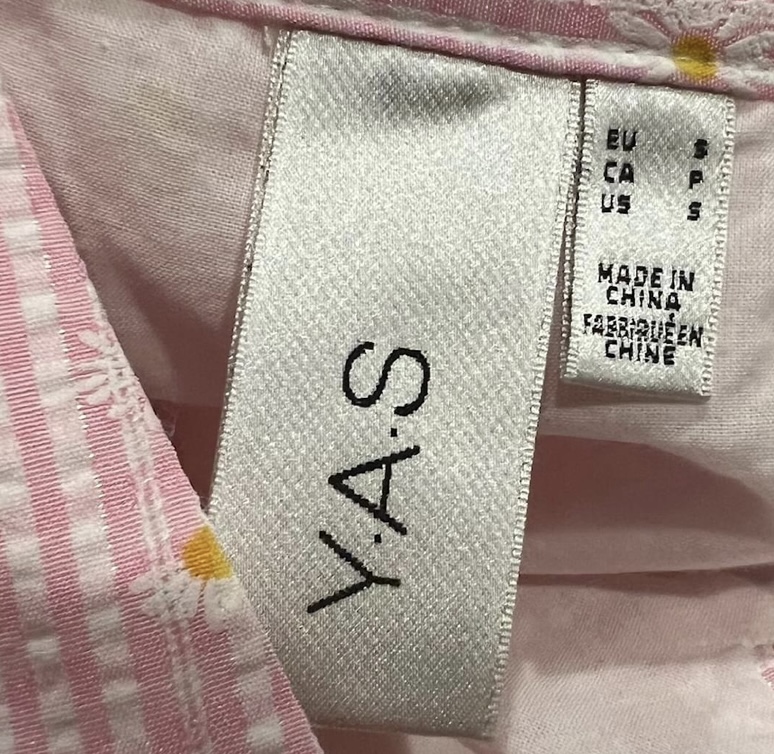 Y.A.S
EU S
CA P
US S
MADE IN
CHINA
FABRIQUÉ EN
CHINE